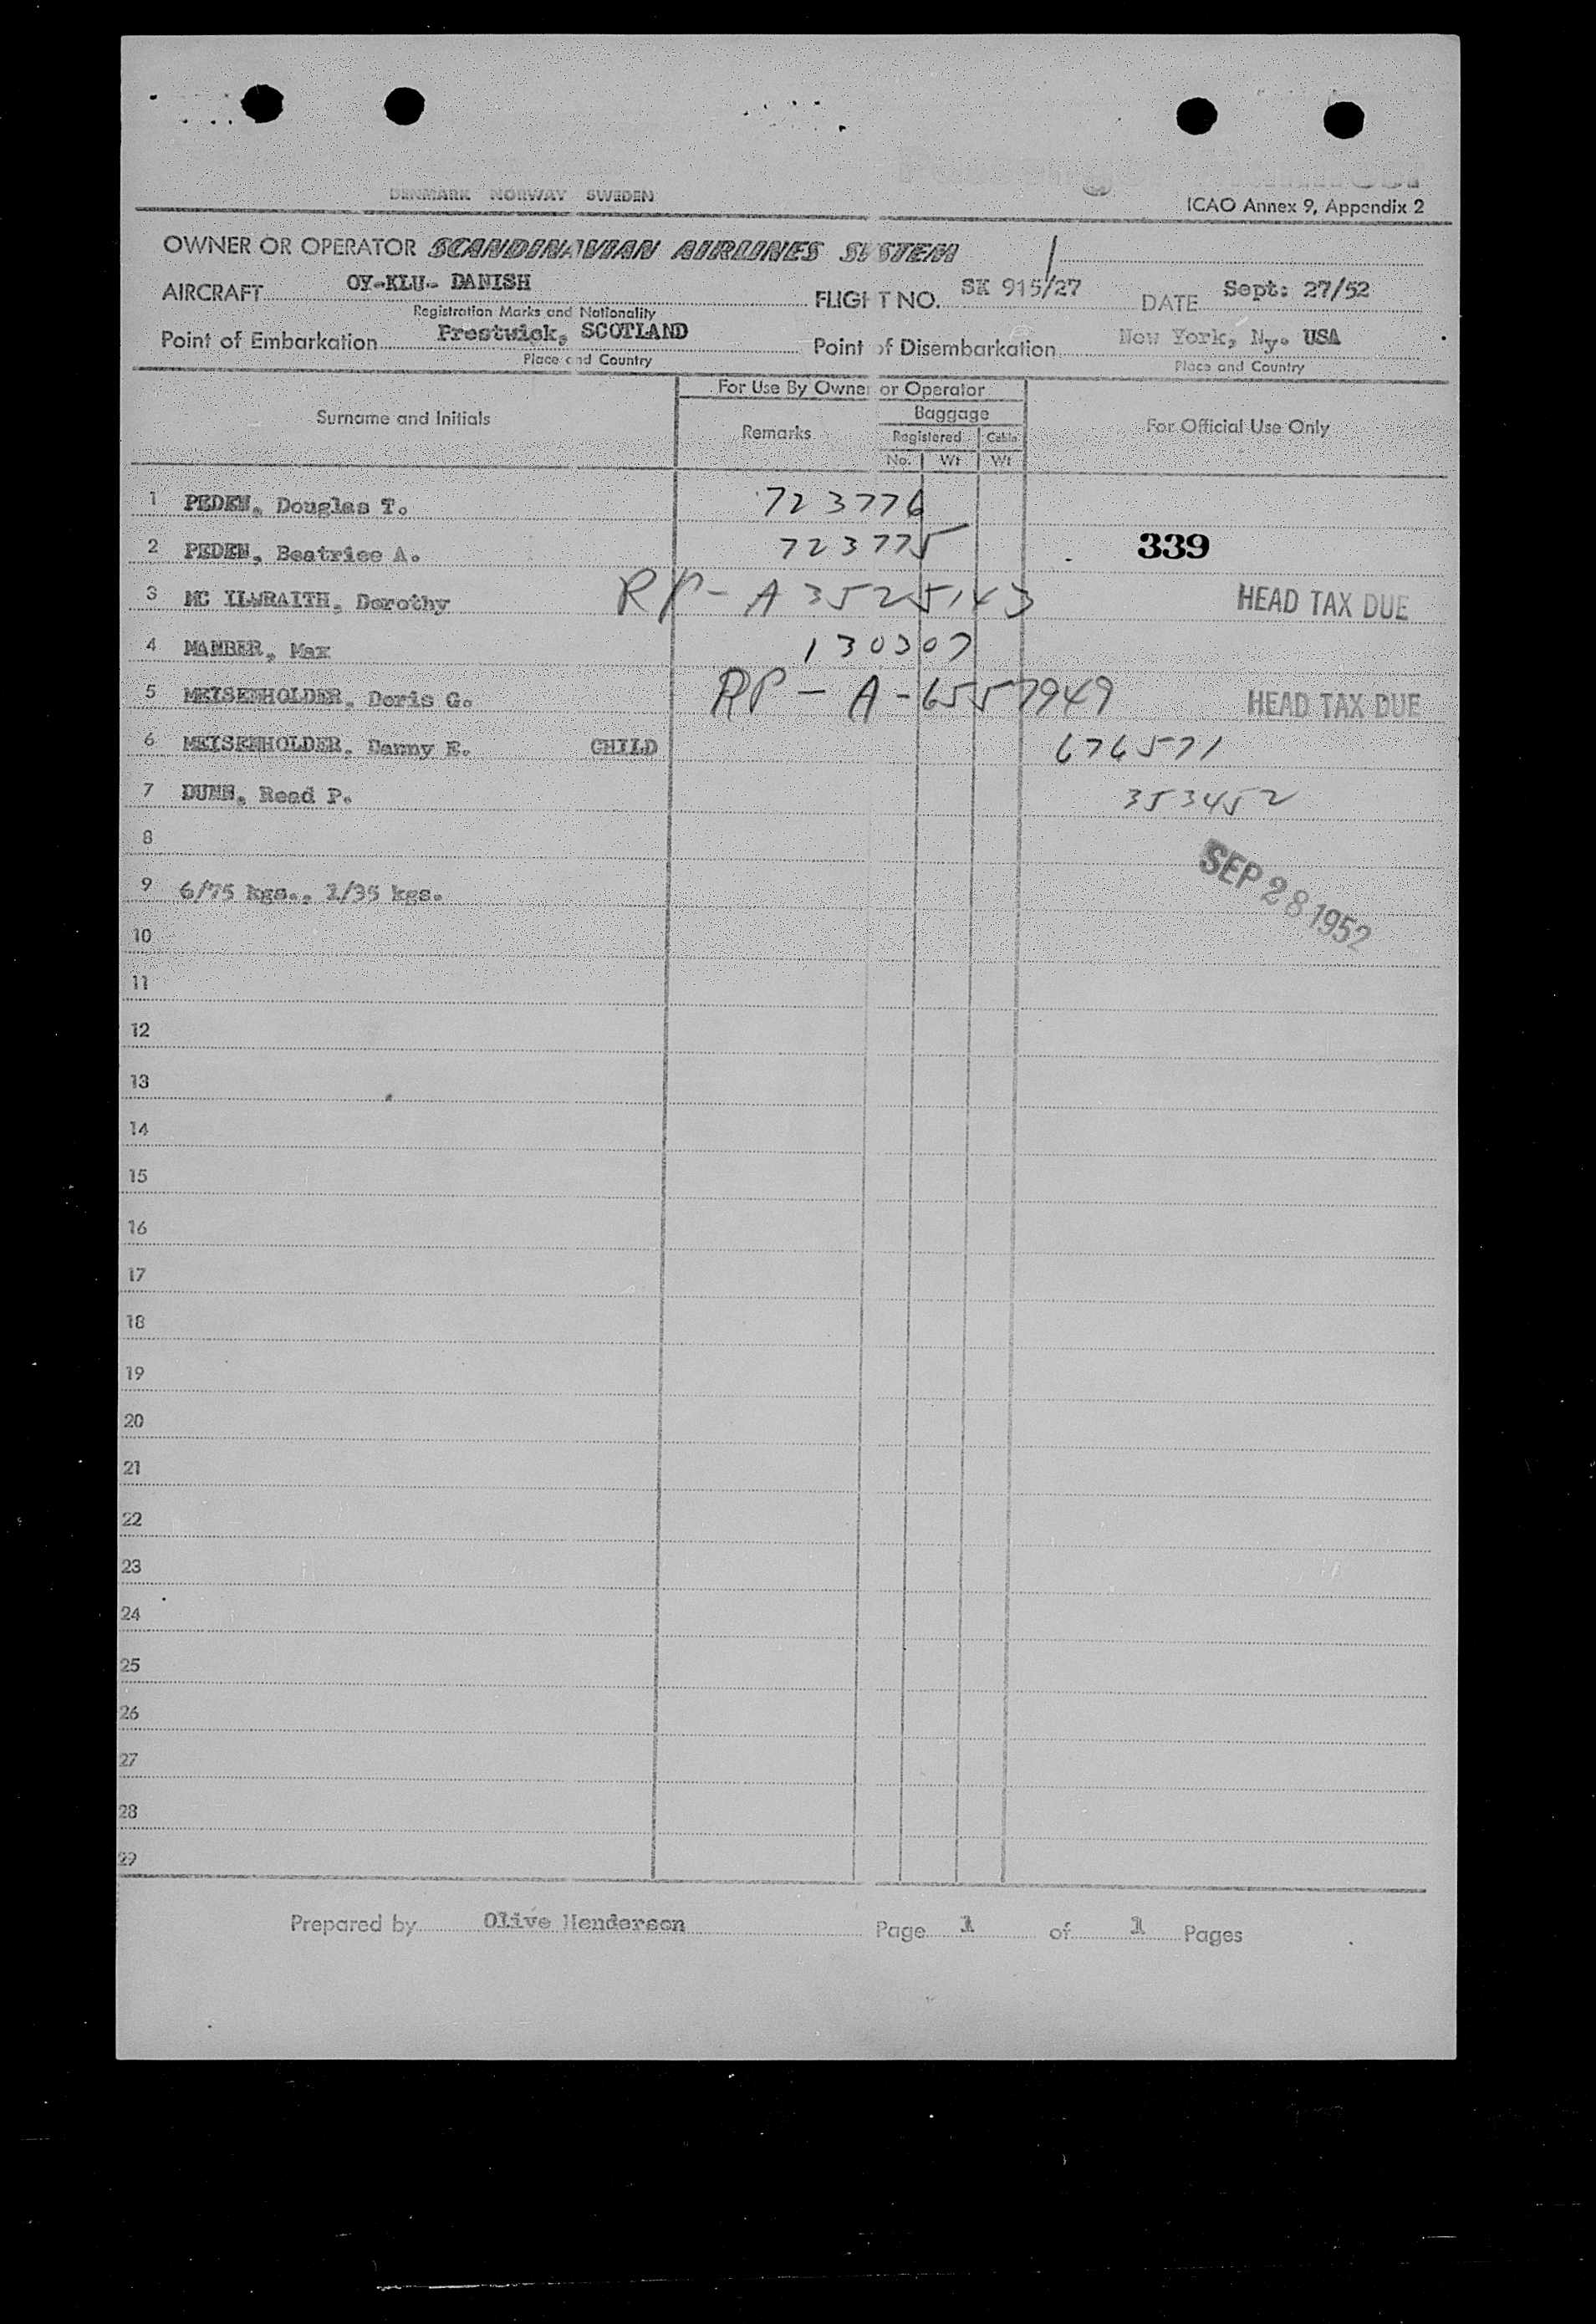 DENMARK NORWAY SWEDEN
ICAO Annex 9, Appendix 2
OWNER OR OPERATOR SCANDINAVIAN AIRLINES SYSTEM
AIRCRAFT OY-KLU- DANISH FLIGHT NO. SK 915/27 DATE Sept: 27/52
Registration Marks and Nationality
Point of Embarkation Prestwick, SCOTLAND Point of Disembarkation New York, Ny. USA
Place and Country Place and Country
Surname and Initials For Use By Owner or Operator For Official Use Only
Remarks Baggage
Registered Cabin
No. Wt Wt
1 PEDEN, Douglas T. 723776
2 PEDEN, Beatrice A. 723775 339
3 MC ILWRAITH, Dorothy RP-A3525143 HEAD TAX DUE
4 MAMBER, Max 130307
5 MEISENHOLDER, Doris G. RP-A-6557949 HEAD TAX DUE
6 MEISENHOLDER, Danny E. CHILD 676571
7 DUNN, Read P. 353452
8
SEP 28 1952
9 6/75 kgs., 1/35 kgs.
10
11
12
13
14
15
16
17
18
19
20
21
22
23
24
25
26
27
28
29
Prepared by Olive Henderson Page 1 of 1 Pages